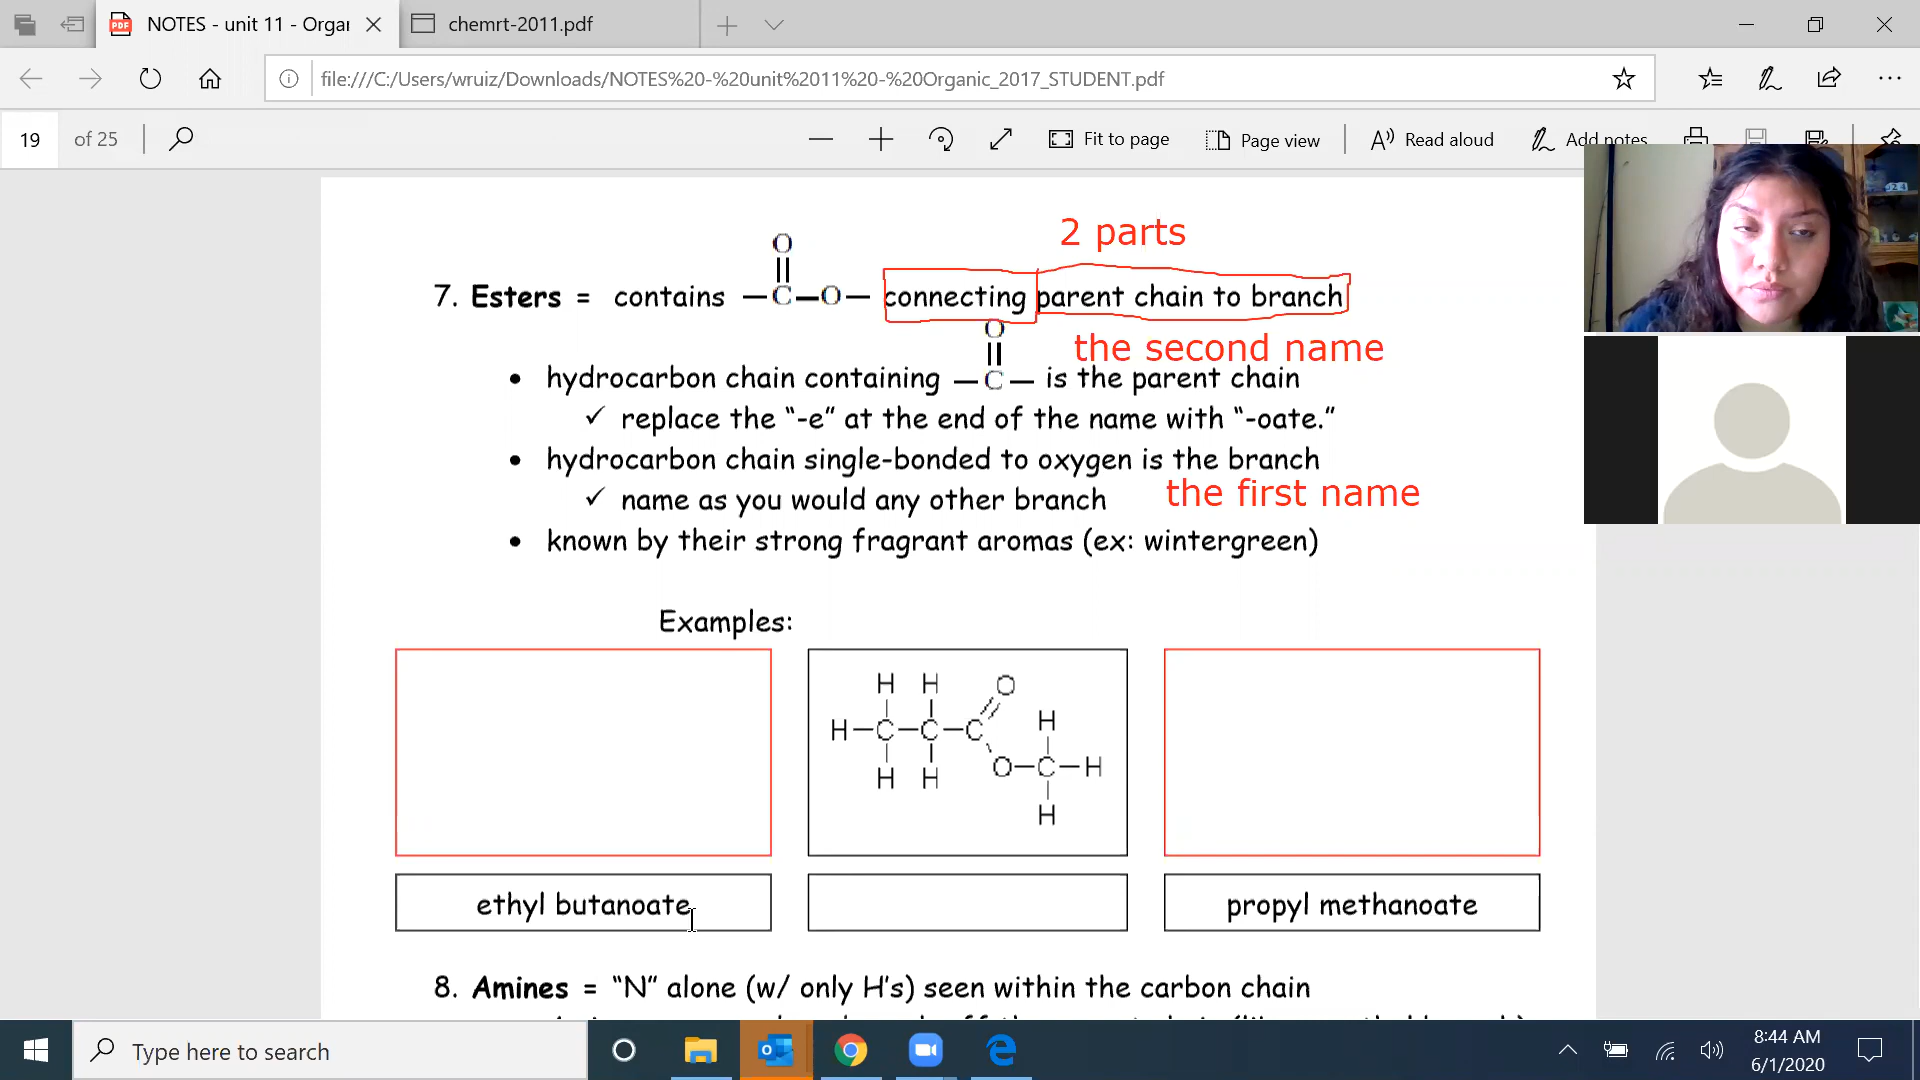 NOTES - unit 11 - Organ
chemrt-2011.pdf
file:///C:/Users/wruiz/Downloads/NOTES%20-%20unit%2011%20-%20Organic_2017_STUDENT.pdf
19 of 25
Fit to page
Page view
Read aloud
Add notes
2 parts
O
7. Esters = contains —C—O— connecting parent chain to branch
O
the second name
hydrocarbon chain containing —C— is the parent chain
✓ replace the “-e” at the end of the name with “-oate.”
hydrocarbon chain single-bonded to oxygen is the branch
✓ name as you would any other branch
the first name
known by their strong fragrant aromas (ex: wintergreen)
Examples:
H H O
H—C—C—C H
H H O—C—H
H
ethyl butanoate
propyl methanoate
8. Amines = “N” alone (w/ only H’s) seen within the carbon chain
Type here to search
8:44 AM
6/1/2020